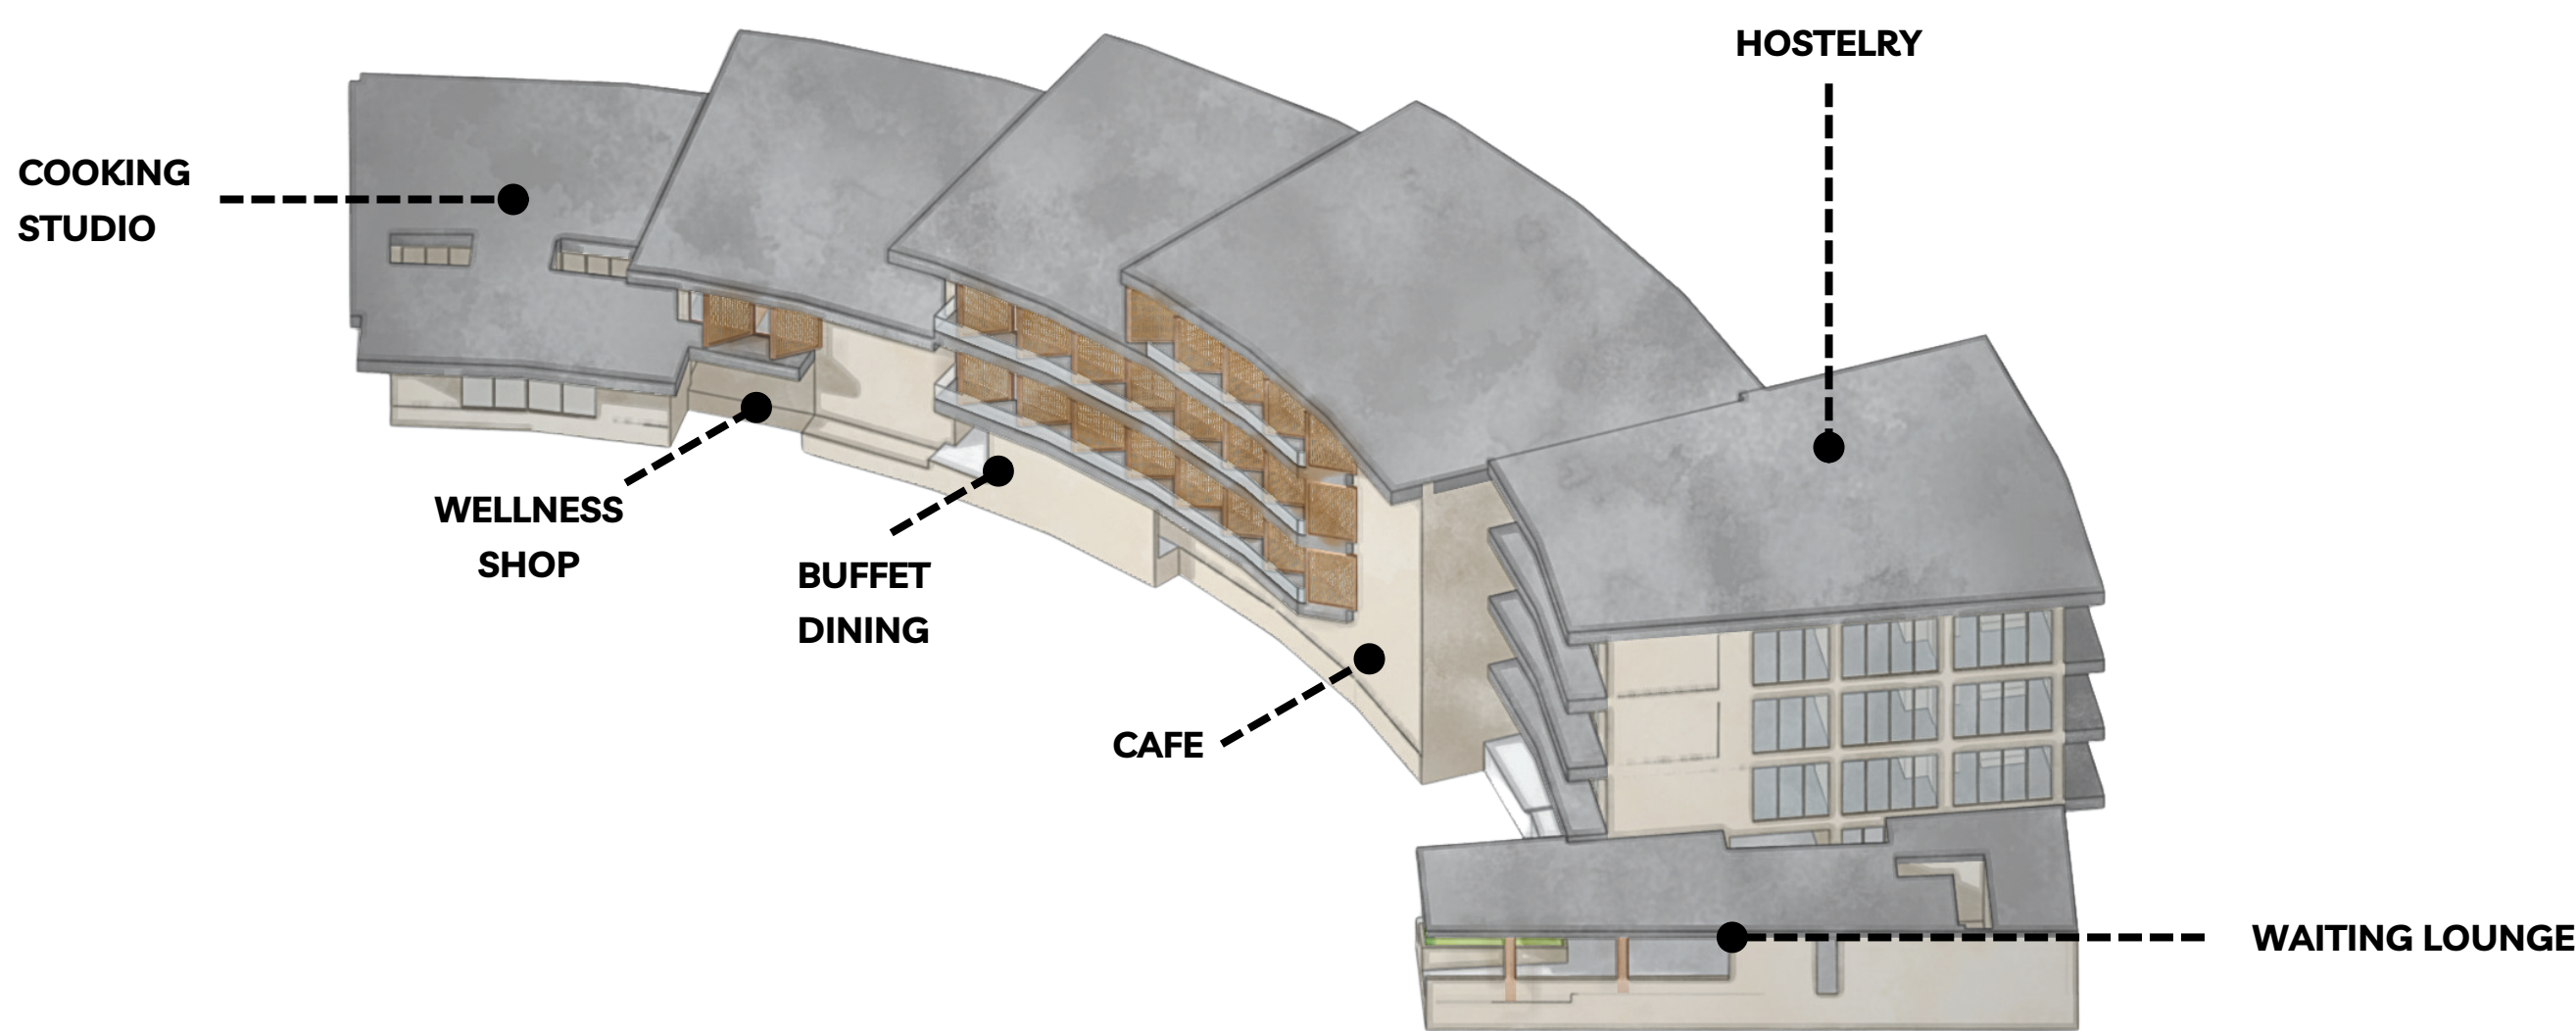 HOSTELRY
COOKING
STUDIO
WELLNESS
SHOP
BUFFET
DINING
CAFE
WAITING LOUNGE